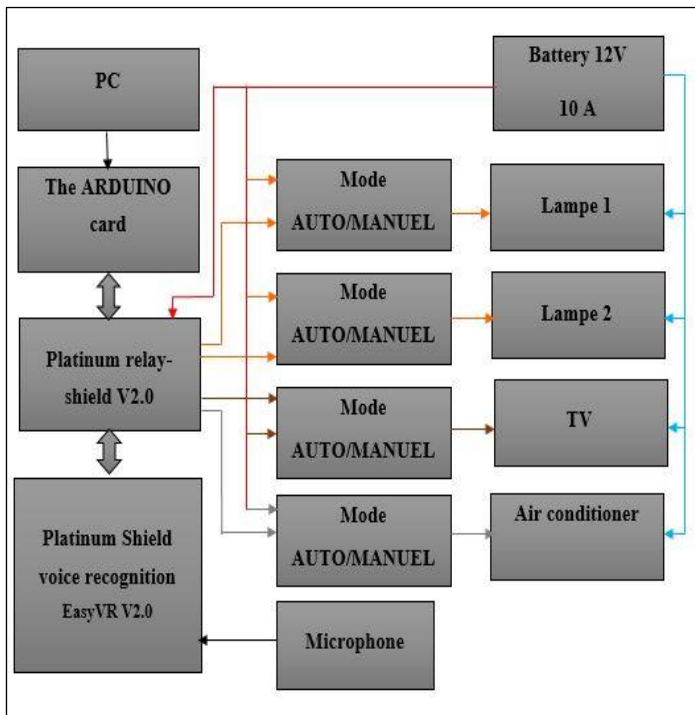 PC
Battery 12V
10 A
The ARDUINO
card
Mode
AUTO/MANUEL
Lampe 1
Mode
AUTO/MANUEL
Lampe 2
Platinum relay-
shield V2.0
Mode
AUTO/MANUEL
TV
Mode
AUTO/MANUEL
Air conditioner
Platinum Shield
voice recognition
EasyVR V2.0
Microphone